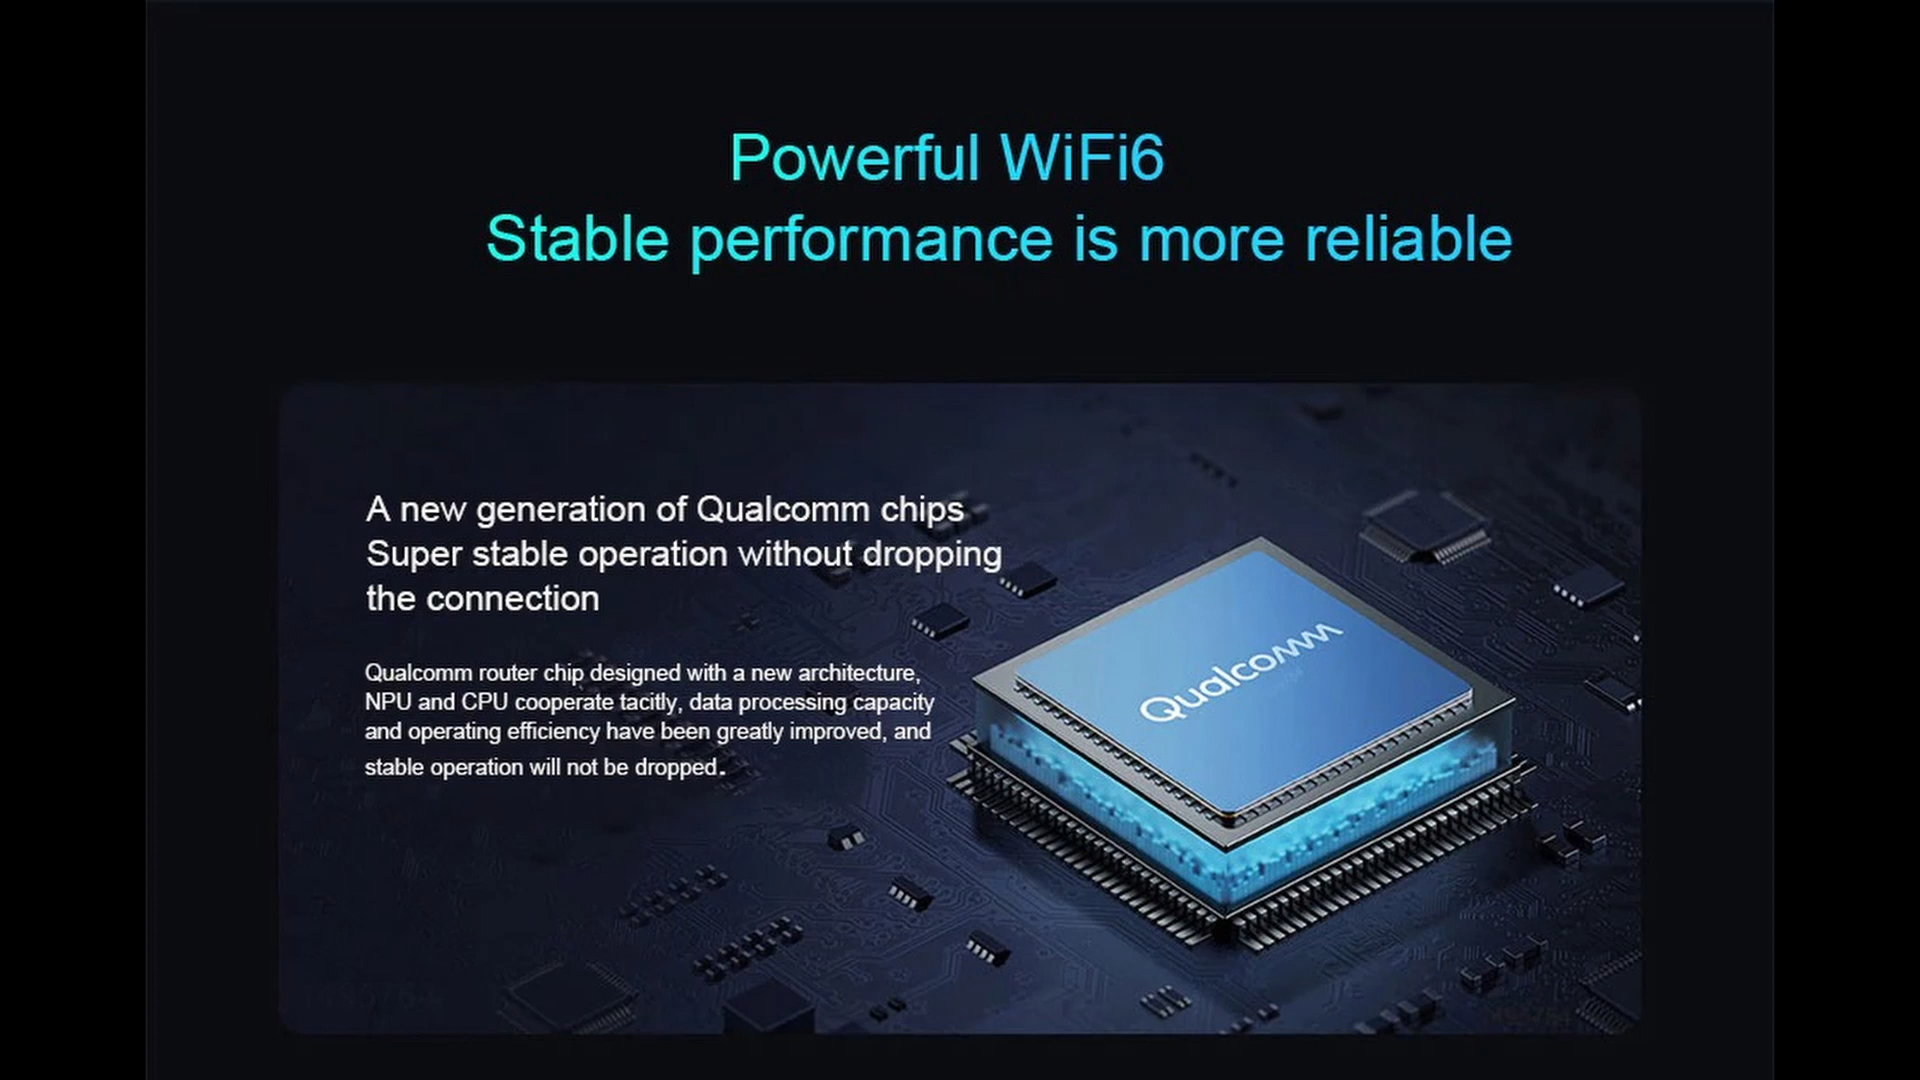 Powerful WiFi6
Stable performance is more reliable
A new generation of Qualcomm chips
Super stable operation without dropping
the connection
Qualcomm router chip designed with a new architecture,
NPU and CPU cooperate tacitly, data processing capacity
and operating efficiency have been greatly improved, and
stable operation will not be dropped.
Qualcomm